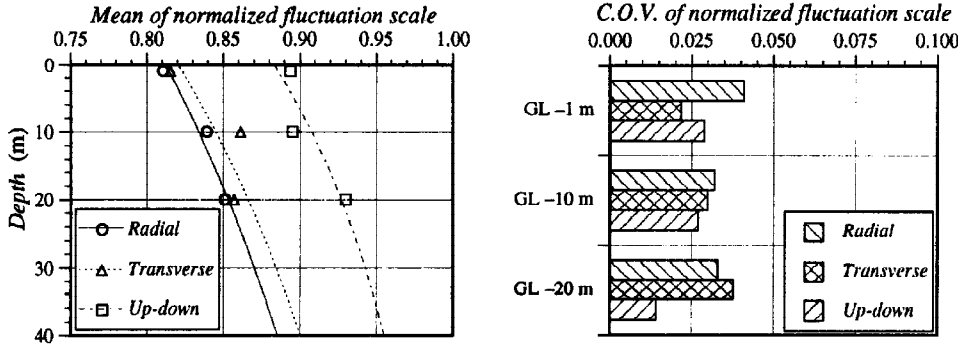 Mean of normalized fluctuation scale
0.75 0.80 0.85 0.90 0.95 1.00
Depth (m)
0
10
20
30
40
Radial
Transverse
Up-down
C.O.V. of normalized fluctuation scale
0.000 0.025 0.050 0.075 0.100
GL -1 m
GL -10 m
GL -20 m
Radial
Transverse
Up-down